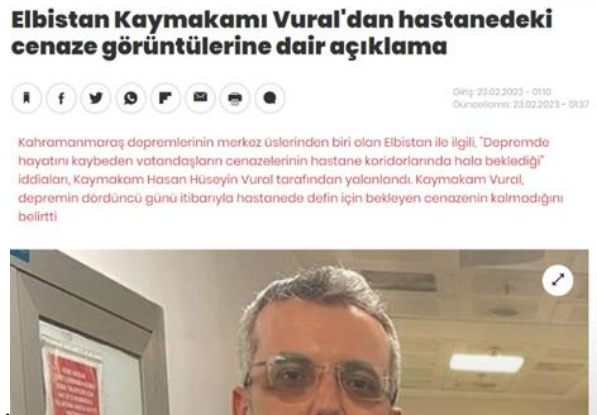 Elbistan Kaymakamı Vural'dan hastanedeki
cenaze görüntülerine dair açıklama
Giriş: 23.02.2023 - 01:10
Güncelleme: 23.02.2023 - 01:37
Kahramanmaraş depremlerinin merkez üslerinden biri olan Elbistan ile ilgili, "Depremde
hayatını kaybeden vatandaşların cenazelerinin hastane koridorlarında hala beklediği"
iddiaları, Kaymakam Hasan Hüseyin Vural tarafından yalanlandı. Kaymakam Vural,
depremin dördüncü günü itibarıyla hastanede defin için bekleyen cenazenin kalmadığını
belirtti